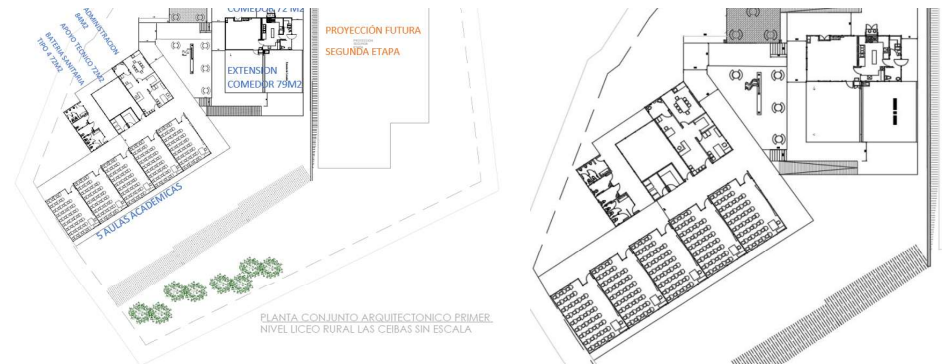 COMEDOR 72 M2
ADMINISTRACION
84M2
APOYO TECNICO 72M2
BATERIA SANITARIA
TIPO 4 72M2
PROYECCIÓN FUTURA
SEGUNDA ETAPA
EXTENSION
COMEDOR 79M2
5 AULAS ACADEMICAS
PLANTA CONJUNTO ARQUITECTONICO PRIMER
NIVEL LICEO RURAL LAS CEIBAS SIN ESCALA